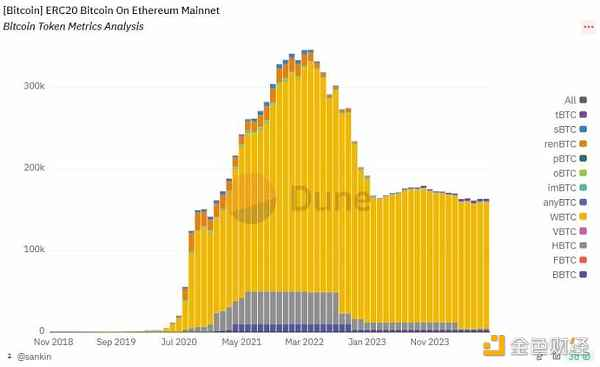 [Bitcoin] ERC20 Bitcoin On Ethereum Mainnet
Bitcoin Token Metrics Analysis
300k
200k
100k
0
Nov 2018 Sep 2019 Jul 2020 May 2021 Mar 2022 Jan 2023 Nov 2023
Dune
All
tBTC
sBTC
renBTC
pBTC
oBTC
imBTC
anyBTC
WBTC
VBTC
HBTC
FBTC
BBTC
@sankin
金色财经